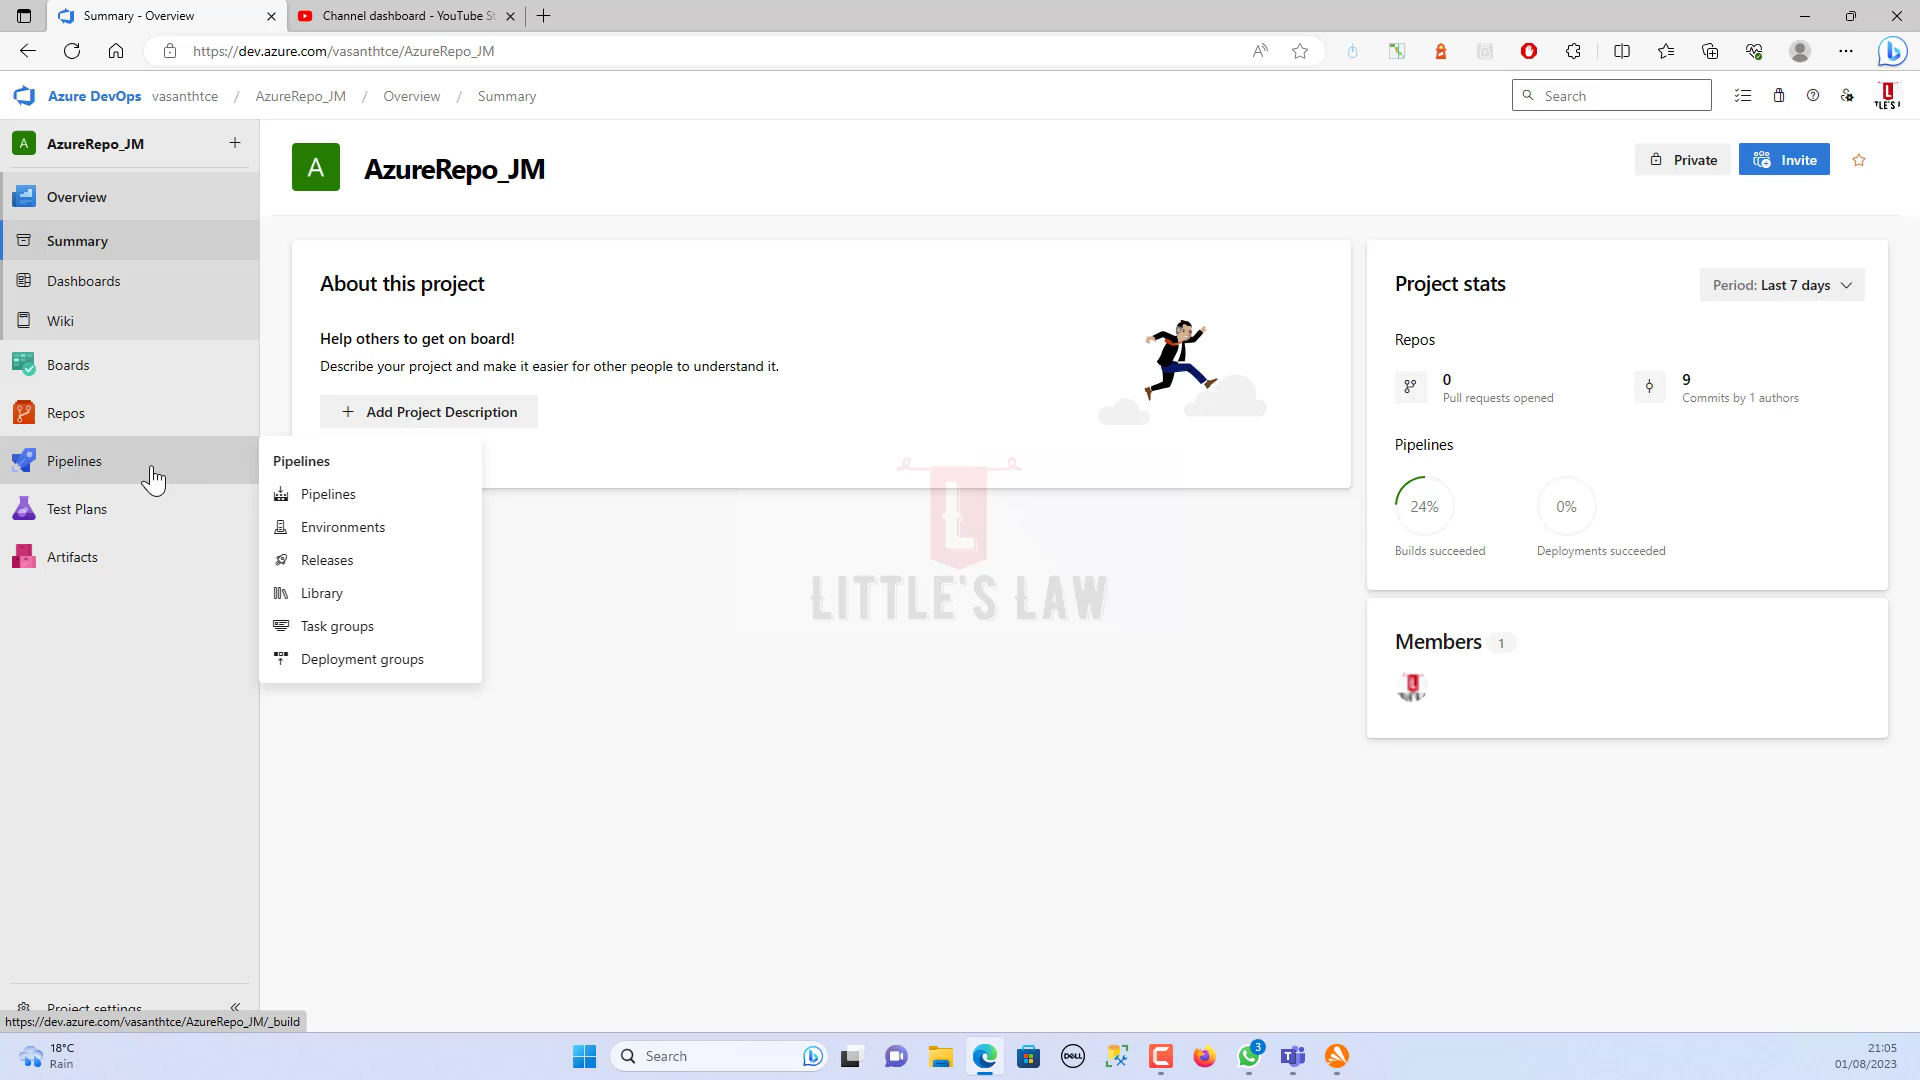 Summary - Overview
Channel dashboard - YouTube St
https://dev.azure.com/vasanthtce/AzureRepo_JM
Azure DevOps vasanthtce / AzureRepo_JM / Overview / Summary
Search
LITTLE'S
A AzureRepo_JM
Overview
Summary
Dashboards
Wiki
Boards
Repos
Pipelines
Test Plans
Artifacts
Project settings
https://dev.azure.com/vasanthtce/AzureRepo_JM/_build
Pipelines
Pipelines
Environments
Releases
Library
Task groups
Deployment groups
A AzureRepo_JM
Private
Invite
About this project
Help others to get on board!
Describe your project and make it easier for other people to understand it.
Add Project Description
L
LITTLE'S LAW
Project stats
Period: Last 7 days
Repos
0
Pull requests opened
9
Commits by 1 authors
Pipelines
24%
Builds succeeded
0%
Deployments succeeded
Members 1
18°C
Rain
Search
DELL
3
21:05
01/08/2023